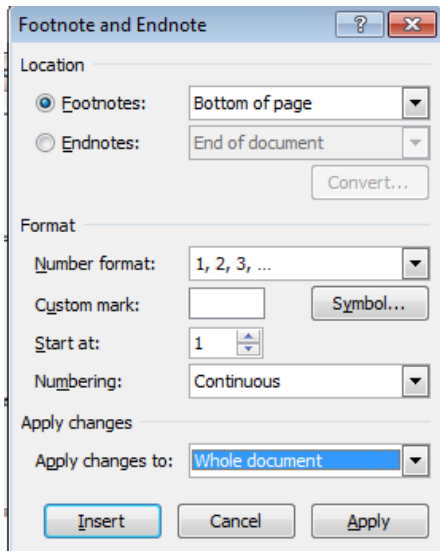 Footnote and Endnote
Location
Footnotes: Bottom of page
Endnotes: End of document
Convert...
Format
Number format: 1, 2, 3, ...
Custom mark: Symbol...
Start at: 1
Numbering: Continuous
Apply changes
Apply changes to: Whole document
Insert Cancel Apply